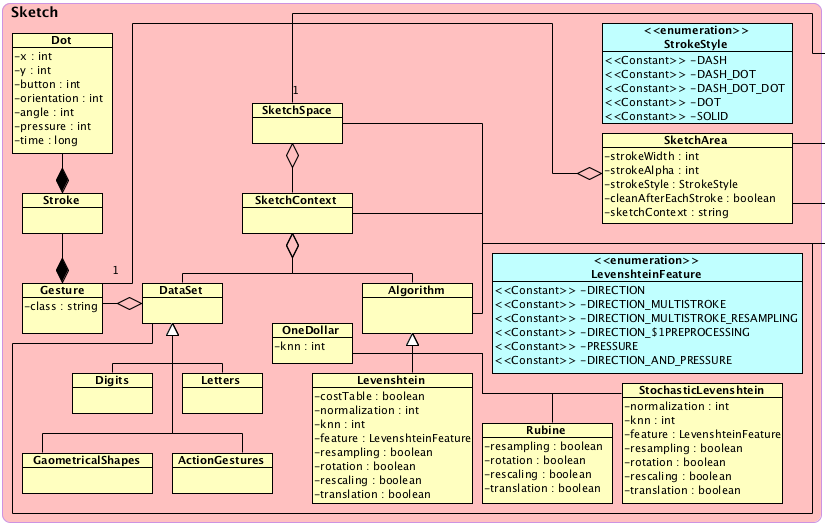 Sketch
Dot
-x : int
-y : int
-button : int
-orientation : int
-angle : int
-pressure : int
-time : long
<<enumeration>>
StrokeStyle
<<Constant>> -DASH
<<Constant>> -DASH_DOT
<<Constant>> -DASH_DOT_DOT
<<Constant>> -DOT
<<Constant>> -SOLID
1
SketchSpace
SketchArea
-strokeWidth : int
-strokeAlpha : int
-strokeStyle : StrokeStyle
-cleanAfterEachStroke : boolean
-sketchContext : string
Stroke
SketchContext
1
Gesture
-class : string
DataSet
Algorithm
<<enumeration>>
LevenshteinFeature
<<Constant>> -DIRECTION
<<Constant>> -DIRECTION_MULTISTROKE
<<Constant>> -DIRECTION_MULTISTROKE_RESAMPLING
<<Constant>> -DIRECTION_$1PREPROCESSING
<<Constant>> -PRESSURE
<<Constant>> -DIRECTION_AND_PRESSURE
OneDollar
-knn : int
Digits
Letters
Levenshtein
-costTable : boolean
-normalization : int
-knn : int
-feature : LevenshteinFeature
-resampling : boolean
-rotation : boolean
-rescaling : boolean
-translation : boolean
StochasticLevenshtein
-normalization : int
-knn : int
-feature : LevenshteinFeature
-resampling : boolean
-rotation : boolean
-rescaling : boolean
-translation : boolean
Rubine
-resampling : boolean
-rotation : boolean
-rescaling : boolean
-translation : boolean
GaometricalShapes
ActionGestures